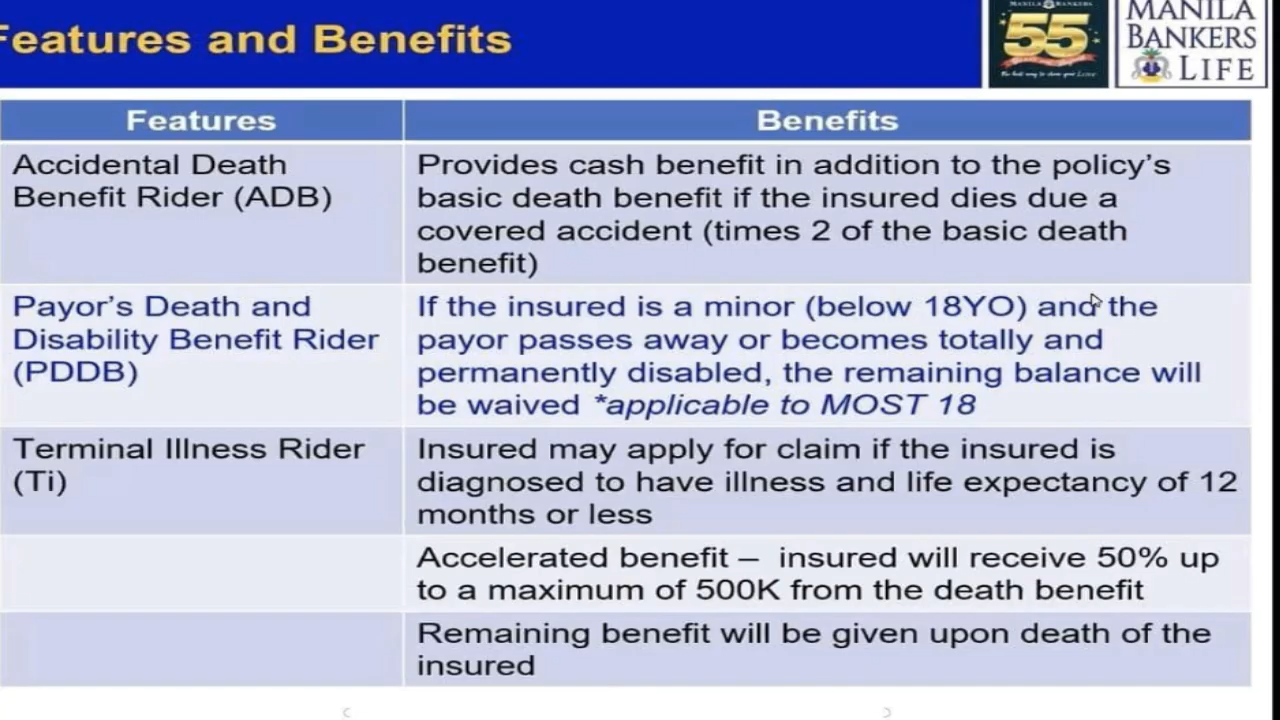 Features and Benefits
55
MANILA
BANKERS
LIFE
Features
Benefits
Accidental Death
Benefit Rider (ADB)
Provides cash benefit in addition to the policy's
basic death benefit if the insured dies due a
covered accident (times 2 of the basic death
benefit)
Payor's Death and
Disability Benefit Rider
(PDDB)
If the insured is a minor (below 18YO) and the
payor passes away or becomes totally and
permanently disabled, the remaining balance will
be waived *applicable to MOST 18
Terminal Illness Rider
(Ti)
Insured may apply for claim if the insured is
diagnosed to have illness and life expectancy of 12
months or less
Accelerated benefit – insured will receive 50% up
to a maximum of 500K from the death benefit
Remaining benefit will be given upon death of the
insured